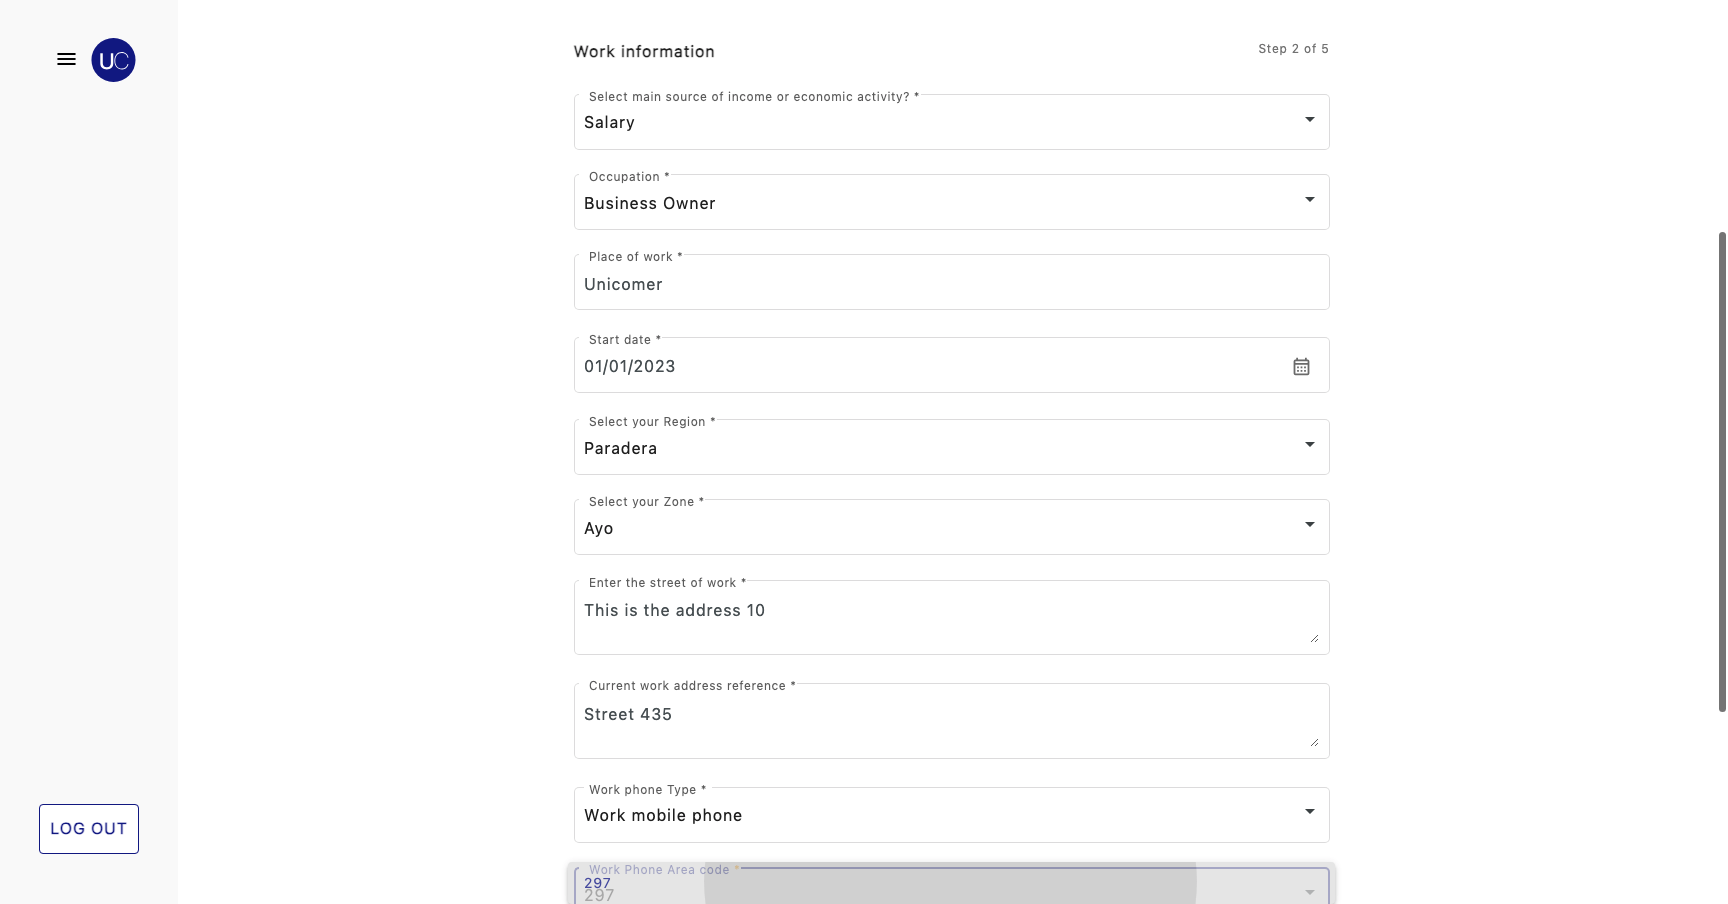 UC
Work information
Step 2 of 5
Select main source of income or economic activity? *
Salary
Occupation *
Business Owner
Place of work *
Unicomer
Start date *
01/01/2023
Select your Region *
Paradera
Select your Zone *
Ayo
Enter the street of work *
This is the address 10
Current work address reference *
Street 435
Work phone Type *
Work mobile phone
LOG OUT
Work Phone Area code *
297
297